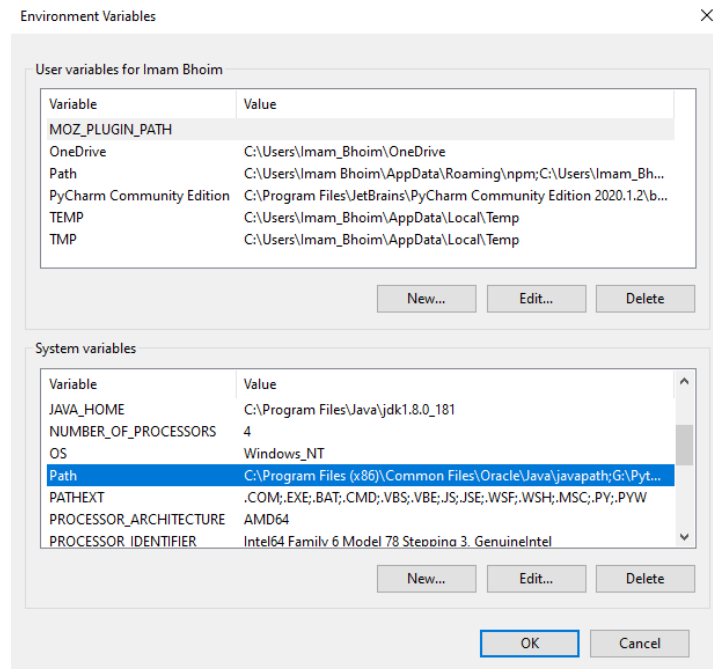 Environment Variables
User variables for Imam Bhoim
Variable Value
MOZ_PLUGIN_PATH
OneDrive C:\Users\Imam_Bhoim\OneDrive
Path C:\Users\Imam Bhoim\AppData\Roaming\npm;C:\Users\Imam_Bh...
PyCharm Community Edition C:\Program Files\JetBrains\PyCharm Community Edition 2020.1.2\b...
TEMP C:\Users\Imam_Bhoim\AppData\Local\Temp
TMP C:\Users\Imam_Bhoim\AppData\Local\Temp
New... Edit... Delete
System variables
Variable Value
JAVA_HOME C:\Program Files\Java\jdk1.8.0_181
NUMBER_OF_PROCESSORS 4
OS Windows_NT
Path C:\Program Files (x86)\Common Files\Oracle\Java\javapath;G:\Pyt...
PATHEXT .COM;.EXE;.BAT;.CMD;.VBS;.VBE;.JS;.JSE;.WSF;.WSH;.MSC;.PY;.PYW
PROCESSOR_ARCHITECTURE AMD64
PROCESSOR_IDENTIFIER Intel64 Family 6 Model 78 Stepping 3, GenuineIntel
New... Edit... Delete
OK Cancel